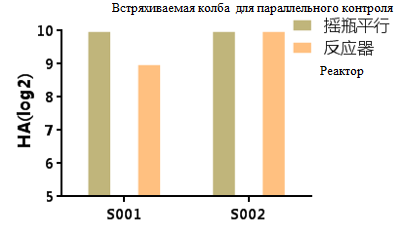 Встряхиваемая колба для параллельного контроля
摇瓶平行
反应器
Реактор
HA(log2)
10
9
8
7
6
5
S001 S002